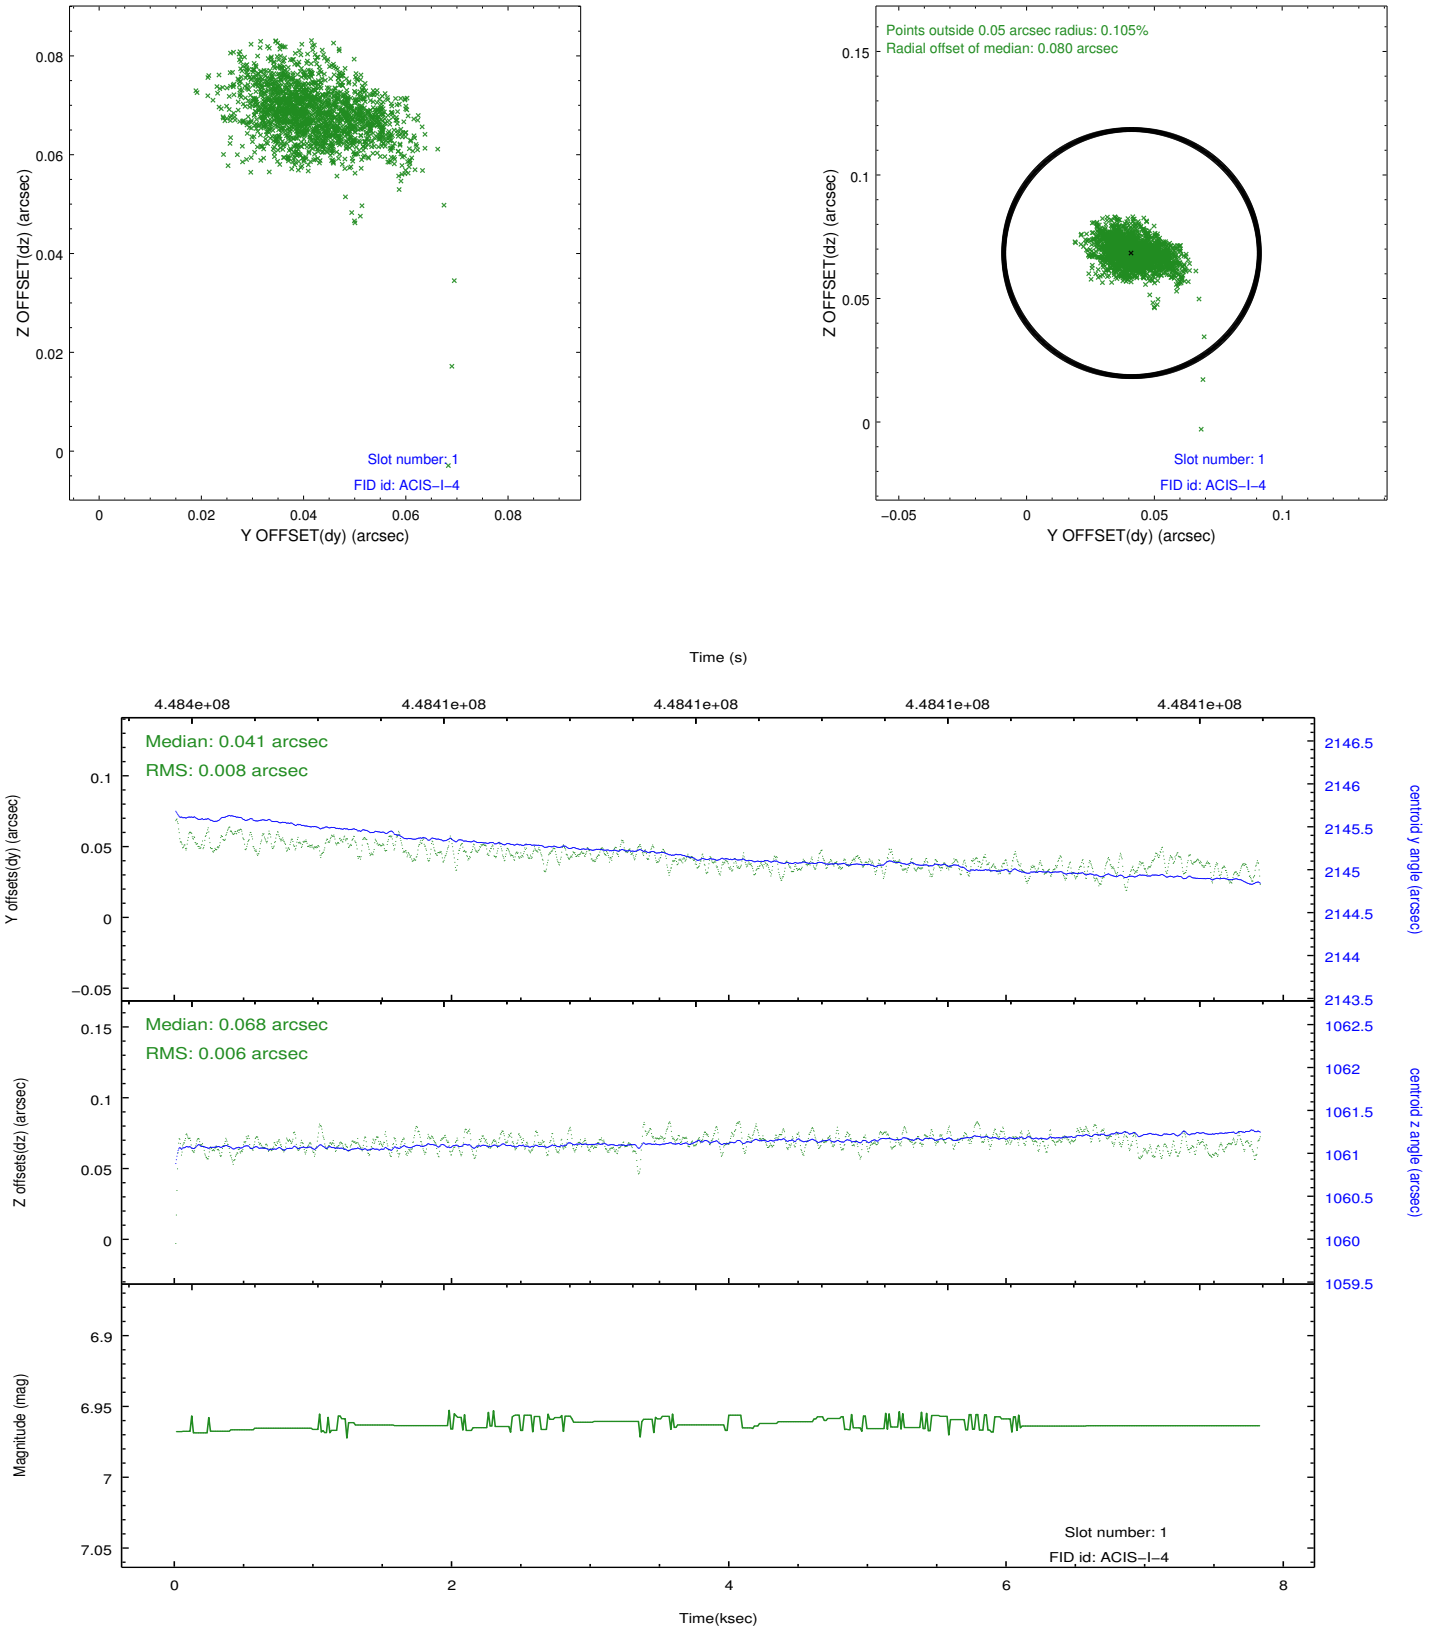 0.08
0.06
0.04
0.02
0
Z OFFSET(dz) (arcsec)
Slot number: 1
FID id: ACIS−I−4
0 0.02 0.04 0.06 0.08
Y OFFSET(dy) (arcsec)
Points outside 0.05 arcsec radius: 0.105%
Radial offset of median: 0.080 arcsec
0.15
0.1
0.05
0
Z OFFSET(dz) (arcsec)
Slot number: 1
FID id: ACIS−I−4
−0.05 0 0.05 0.1
Y OFFSET(dy) (arcsec)
Time (s)
4.484e+08 4.4841e+08 4.4841e+08 4.4841e+08 4.4841e+08
Median: 0.041 arcsec
RMS: 0.008 arcsec
0.1
0.05
0
−0.05
Y offsets(dy) (arcsec)
2146.5
2146
2145.5
2145
2144.5
2144
2143.5
centroid y angle (arcsec)
Median: 0.068 arcsec
RMS: 0.006 arcsec
0.15
0.1
0.05
0
Z offsets(dz) (arcsec)
1062.5
1062
1061.5
1061
1060.5
1060
1059.5
centroid z angle (arcsec)
6.9
6.95
7
7.05
Magnitude (mag)
Slot number: 1
FID id: ACIS−I−4
0 2 4 6 8
Time(ksec)